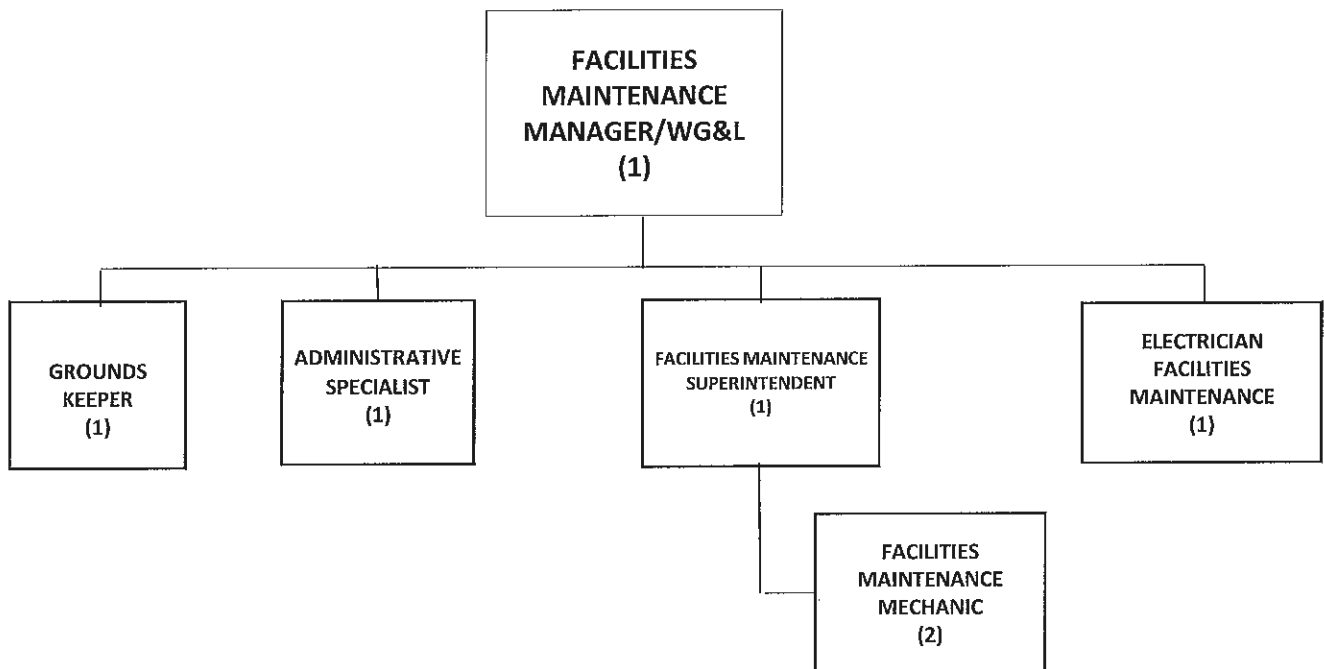 FACILITIES
MAINTENANCE
MANAGER/WG&L
(1)
GROUNDS
KEEPER
(1)
ADMINISTRATIVE
SPECIALIST
(1)
FACILITIES MAINTENANCE
SUPERINTENDENT
(1)
ELECTRICIAN
FACILITIES
MAINTENANCE
(1)
FACILITIES
MAINTENANCE
MECHANIC
(2)